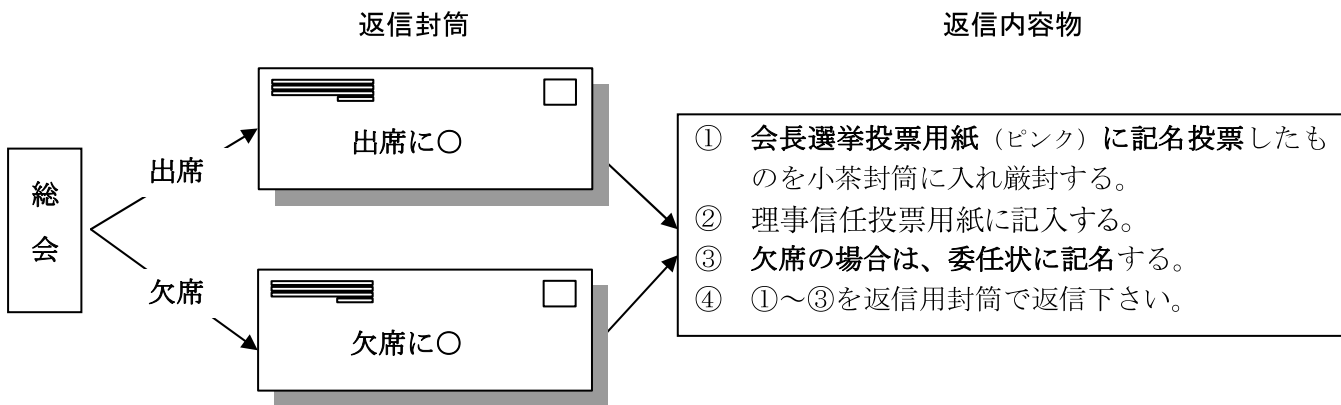 返信封筒
返信内容物
総
会
出席
欠席
出席に〇
欠席に〇
① 会長選挙投票用紙（ピンク）に記名投票したも
のを小茶封筒に入れ厳封する。
② 理事信任投票用紙に記入する。
③ 欠席の場合は、委任状に記名する。
④ ①～③を返信用封筒で返信下さい。